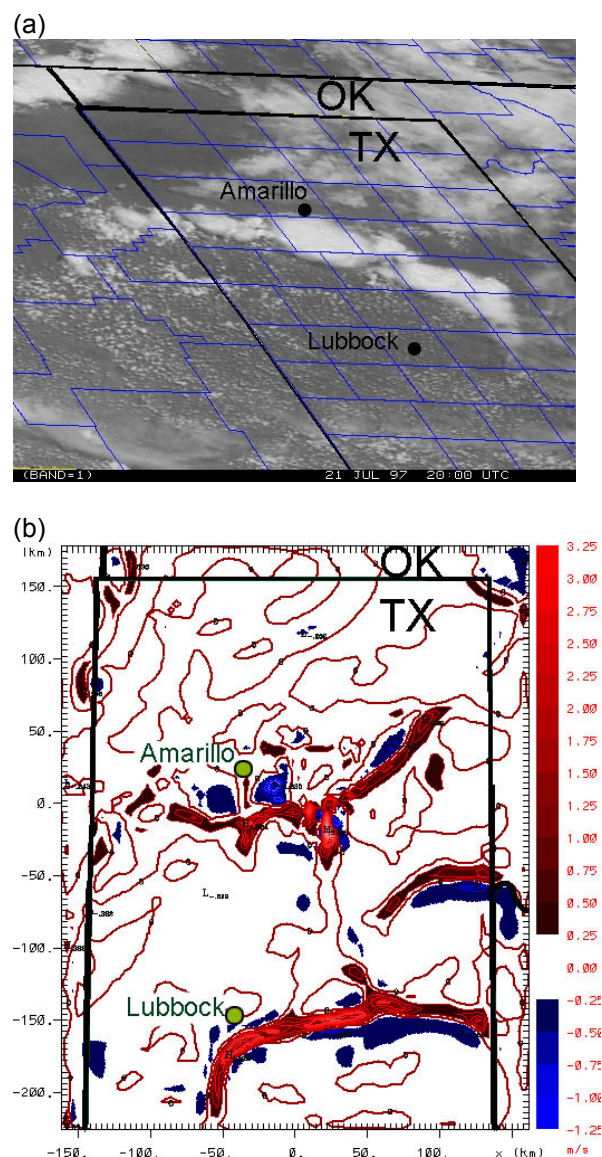 (a)
OK
TX
Amarillo
Lubbock
(BAND=1) 21 JUL 97 20:00 UTC
(b)
(km)
OK
TX
Amarillo
Lubbock
150.
100.
50.
0.
-50.
-100.
-150.
-200.
-150. -100. -50. 0. 50. 100. x (km)
3.25
3.00
2.75
2.50
2.25
2.00
1.75
1.50
1.25
1.00
0.75
0.50
0.25
0.00
-0.25
-0.50
-0.75
-1.00
-1.25
m/s